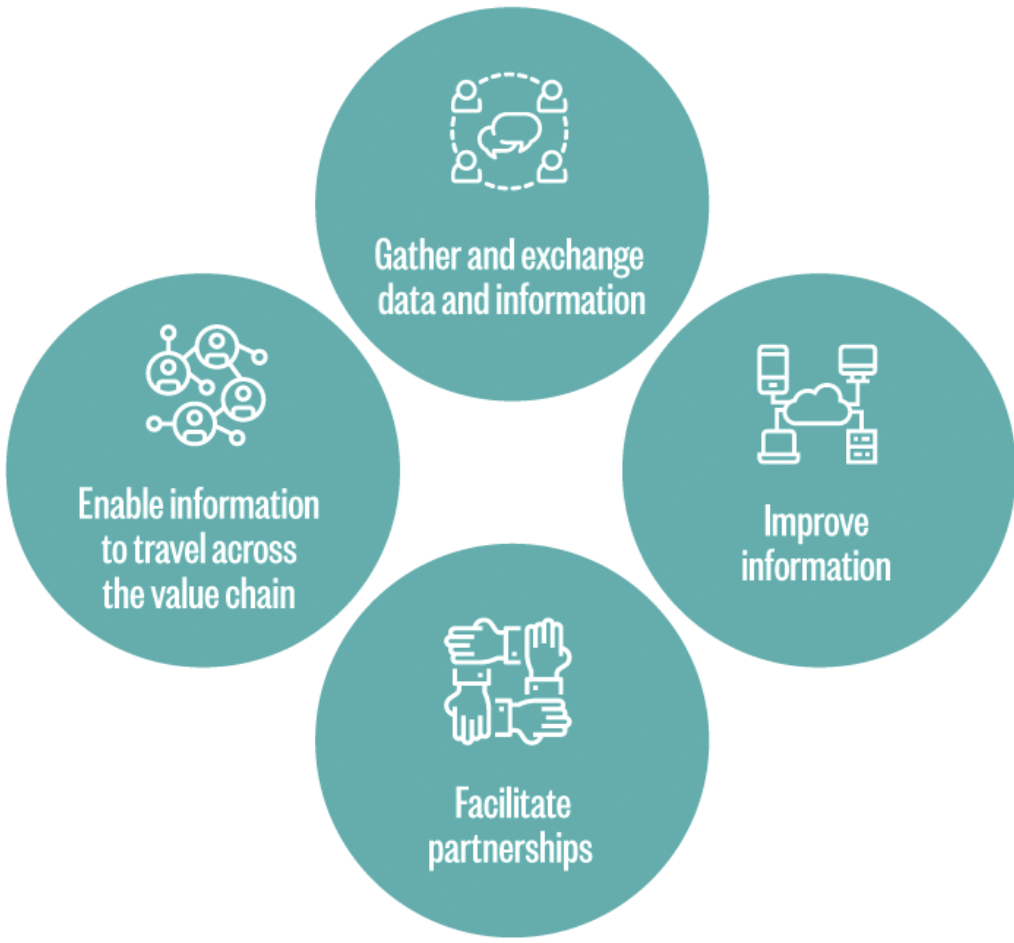 Gather and exchange
data and information
Enable information
to travel across
the value chain
Improve
information
Facilitate
partnerships